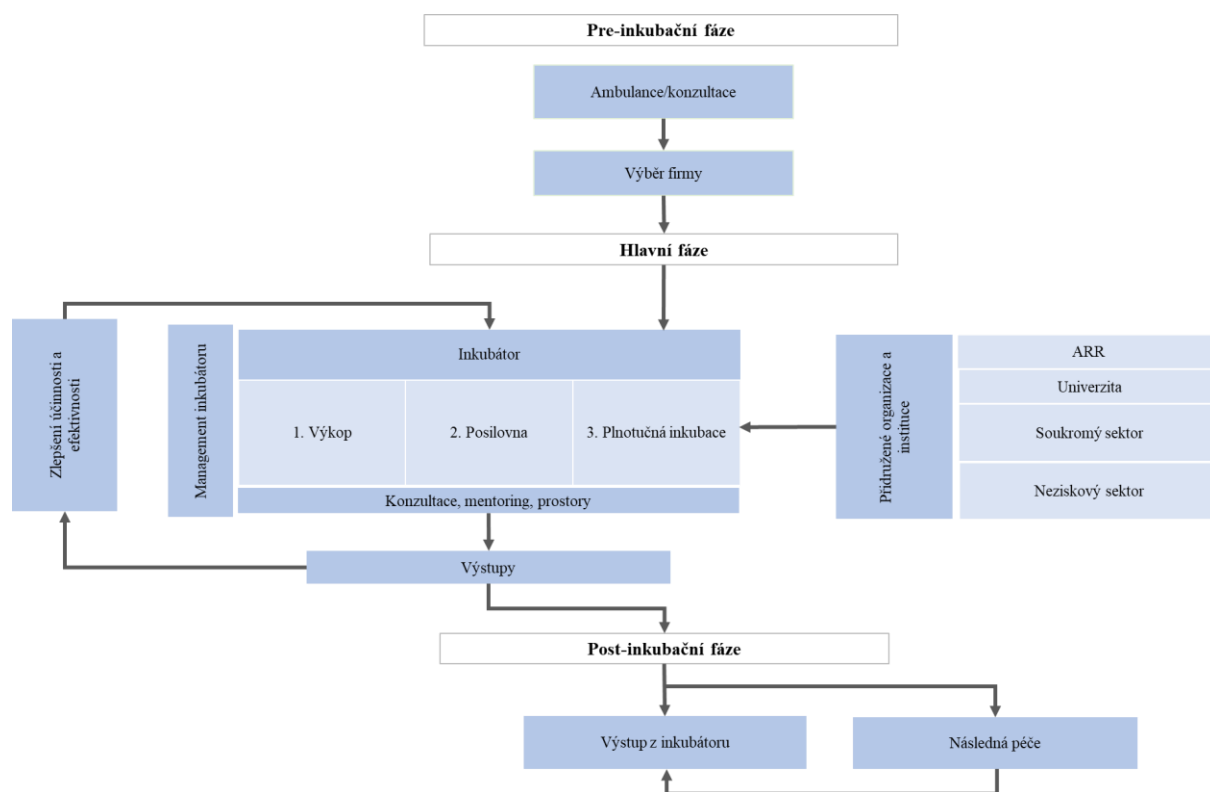 Pre-inkubační fáze
Ambulance/konzultace
Výběr firmy
Hlavní fáze
Zlepšení účinnosti a
efektivnosti
Management inkubátoru
Inkubátor
1. Výkop
2. Posilovna
3. Plnotučná inkubace
Konzultace, mentoring, prostory
Přidružené organizace a
instituce
ARR
Univerzita
Soukromý sektor
Neziskový sektor
Výstupy
Post-inkubační fáze
Výstup z inkubátoru
Následná péče